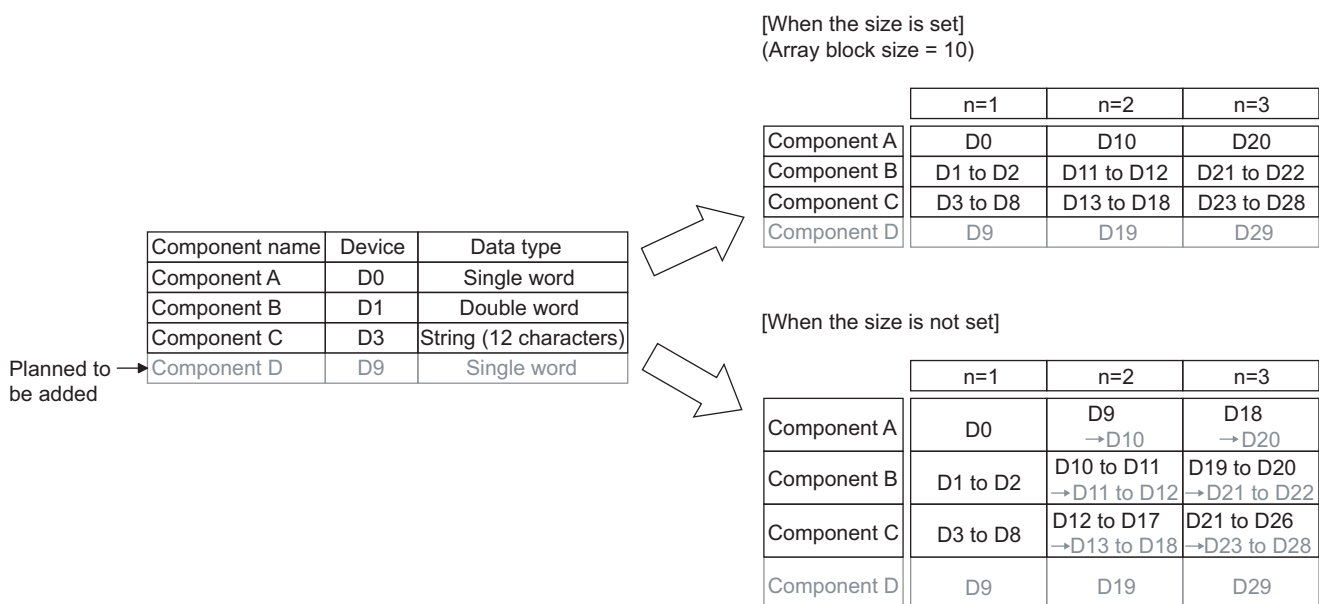 [When the size is set]
(Array block size = 10)
n=1 n=2 n=3
Component A D0 D10 D20
Component B D1 to D2 D11 to D12 D21 to D22
Component C D3 to D8 D13 to D18 D23 to D28
Component D D9 D19 D29
Component name Device Data type
Component A D0 Single word
Component B D1 Double word
Component C D3 String (12 characters)
Component D D9 Single word
Planned to
be added
[When the size is not set]
n=1 n=2 n=3
Component A D0 D9 D18
→D10 →D20
Component B D1 to D2 D10 to D11 D19 to D20
→D11 to D12 →D21 to D22
Component C D3 to D8 D12 to D17 D21 to D26
→D13 to D18 →D23 to D28
Component D D9 D19 D29